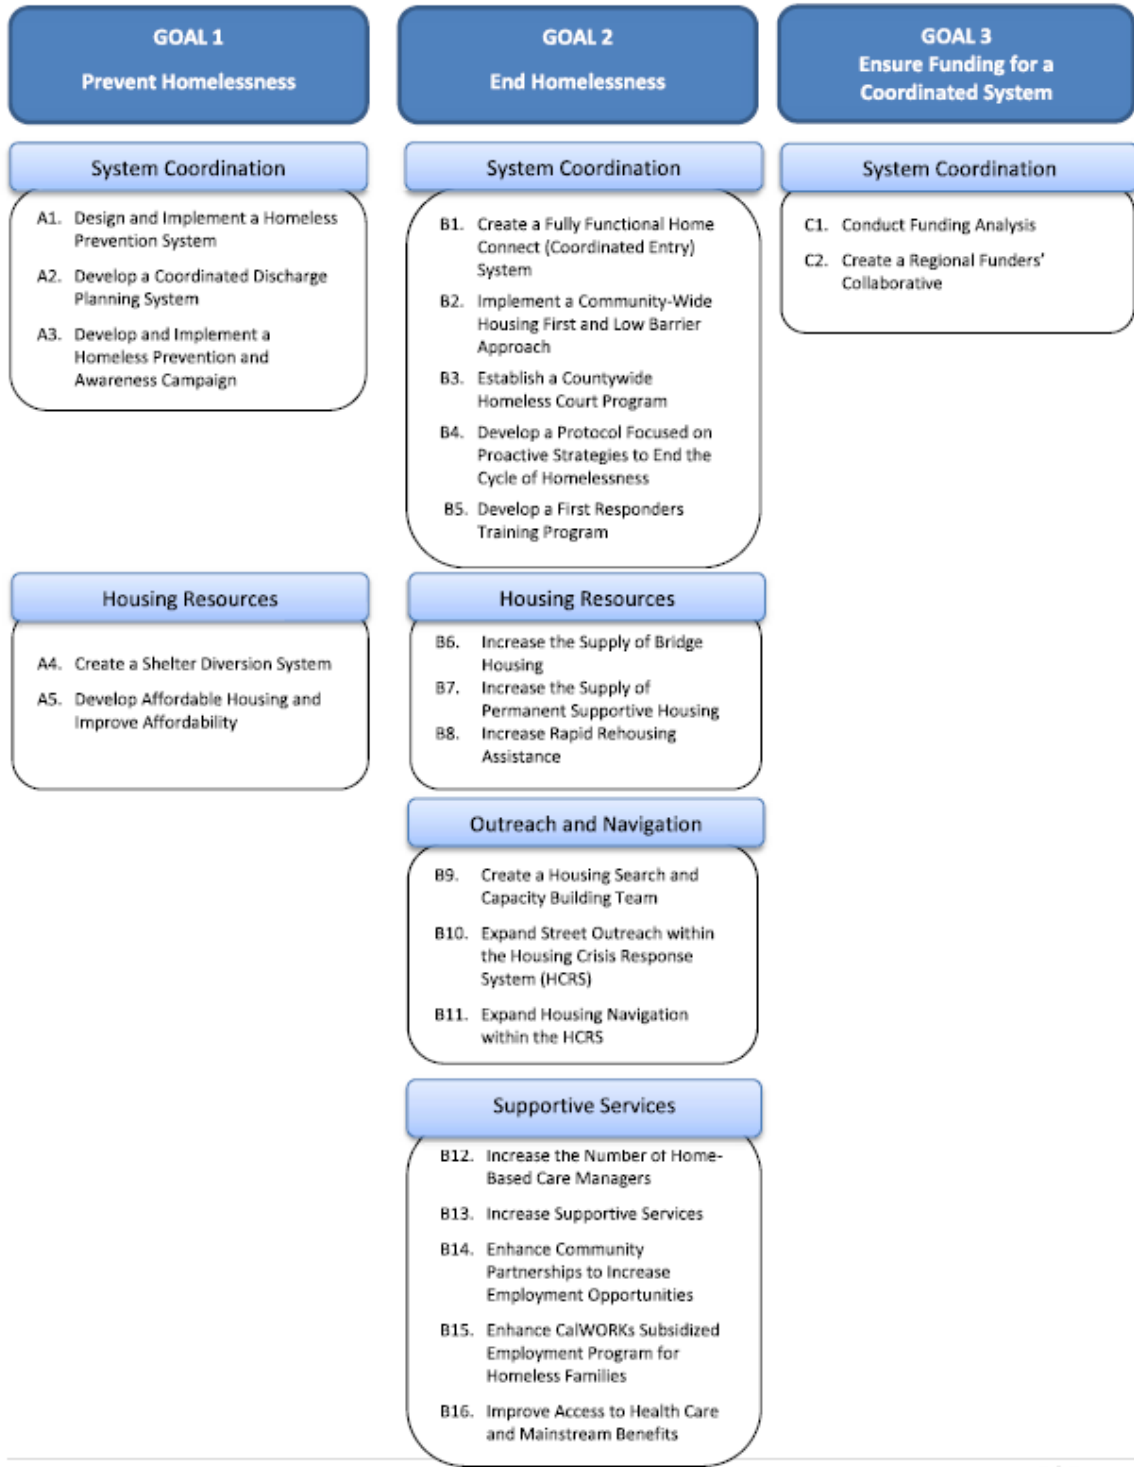 GOAL 1
Prevent Homelessness
System Coordination
A1. Design and Implement a Homeless
Prevention System
A2. Develop a Coordinated Discharge
Planning System
A3. Develop and Implement a
Homeless Prevention and
Awareness Campaign
Housing Resources
A4. Create a Shelter Diversion System
A5. Develop Affordable Housing and
Improve Affordability
GOAL 2
End Homelessness
System Coordination
B1. Create a Fully Functional Home
Connect (Coordinated Entry)
System
B2. Implement a Community-Wide
Housing First and Low Barrier
Approach
B3. Establish a Countywide
Homeless Court Program
B4. Develop a Protocol Focused on
Proactive Strategies to End the
Cycle of Homelessness
B5. Develop a First Responders
Training Program
Housing Resources
B6. Increase the Supply of Bridge
Housing
B7. Increase the Supply of
Permanent Supportive Housing
B8. Increase Rapid Rehousing
Assistance
Outreach and Navigation
B9. Create a Housing Search and
Capacity Building Team
B10. Expand Street Outreach within
the Housing Crisis Response
System (HCRS)
B11. Expand Housing Navigation
within the HCRS
Supportive Services
B12. Increase the Number of Home-
Based Care Managers
B13. Increase Supportive Services
B14. Enhance Community
Partnerships to Increase
Employment Opportunities
B15. Enhance CalWORKs Subsidized
Employment Program for
Homeless Families
B16. Improve Access to Health Care
and Mainstream Benefits
GOAL 3
Ensure Funding for a
Coordinated System
System Coordination
C1. Conduct Funding Analysis
C2. Create a Regional Funders'
Collaborative